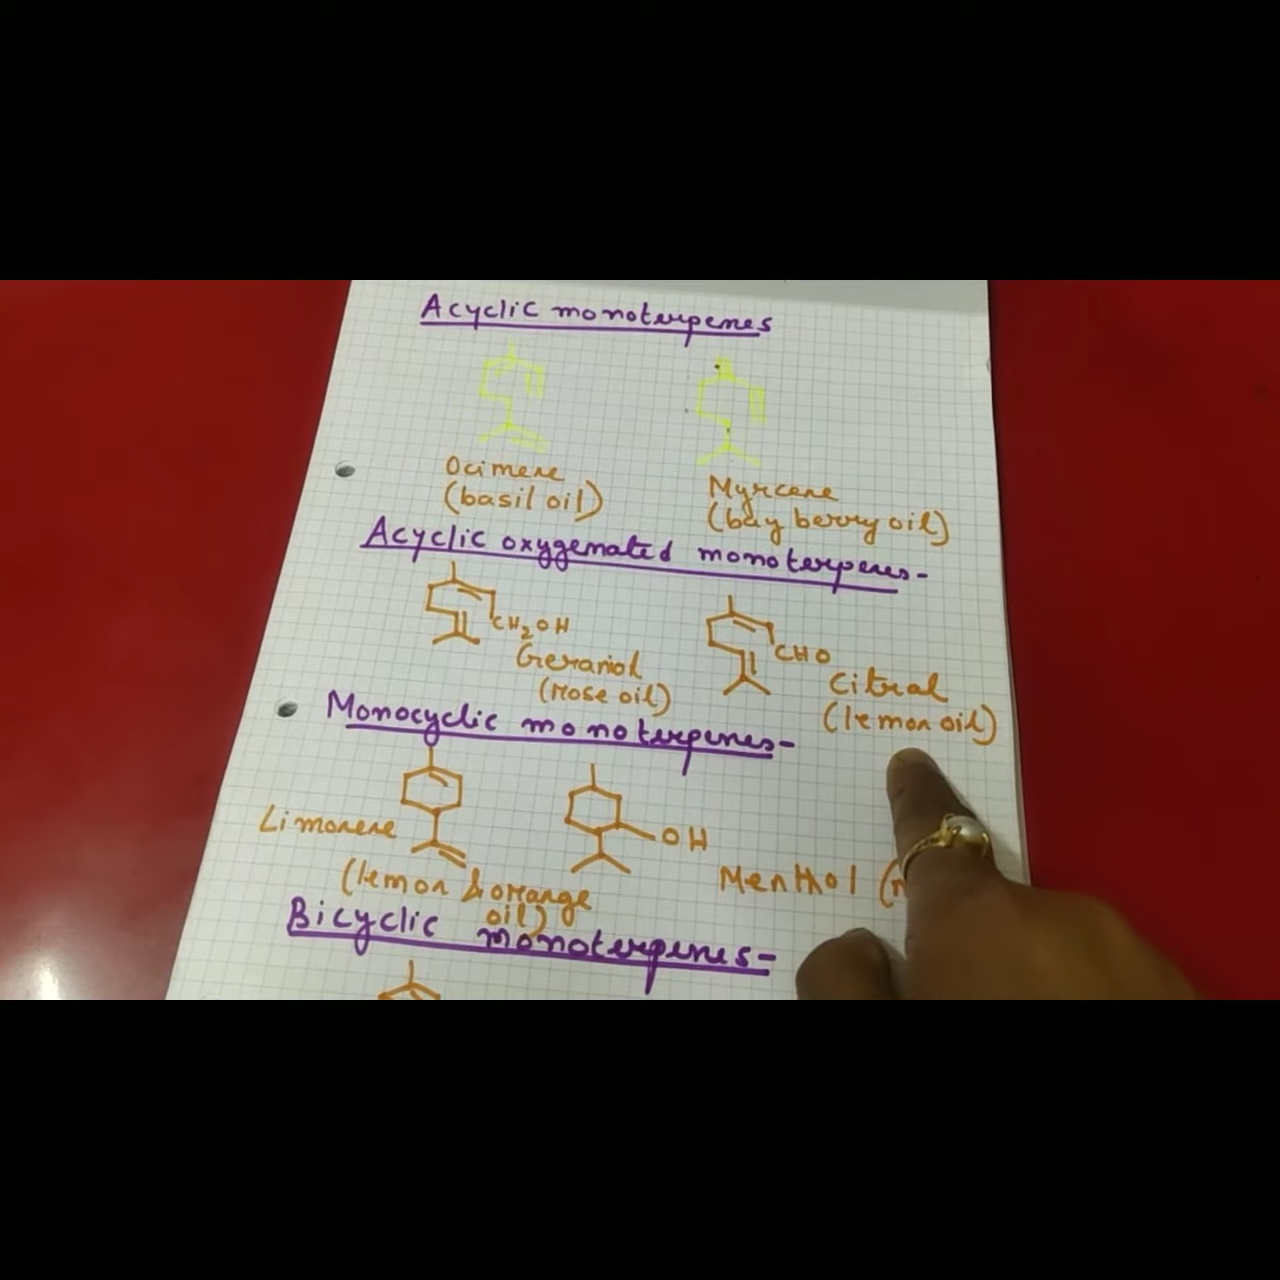 Acyclic monoterpenes
Ocimene
(basil oil)
Myrcene
(bay berry oil)
Acyclic oxygenated monoterpenes-
CH₂OH
Geraniol
(rose oil)
CHO
Citral
(lemon oil)
Monocyclic monoterpenes-
Limonene
(lemon & orange
oil)
OH
Menthol (
Bicyclic monoterpenes-